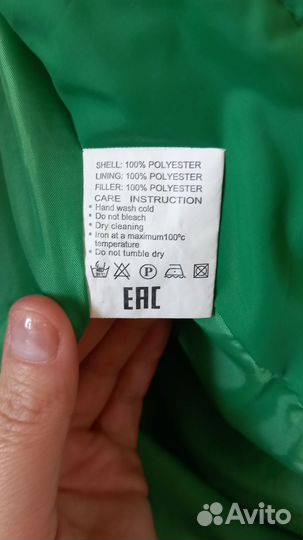 SHELL: 100% POLYESTER
LINING: 100% POLYESTER
FILLER: 100% POLYESTER
CARE INSTRUCTION
• Hand wash cold
• Do not bleach
• Dry cleaning
• Iron at a maximum100ºc
temperature
• Do not tumble dry
P
EAC
Avito